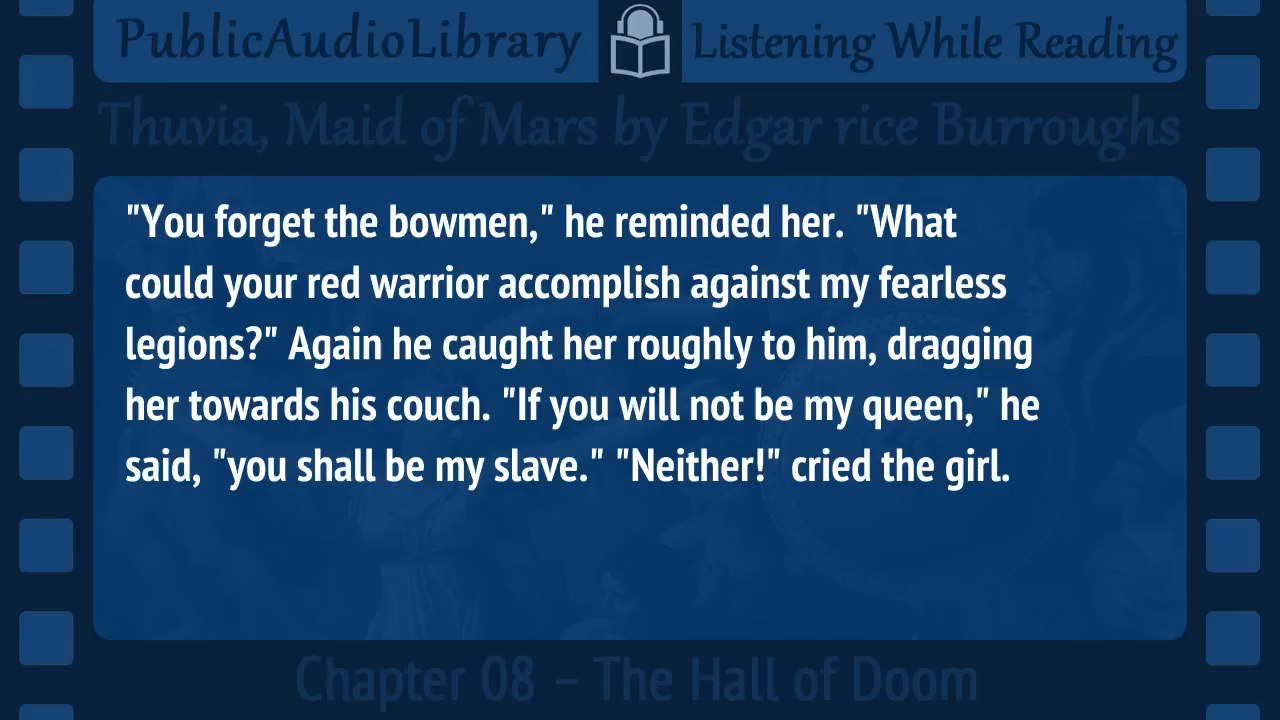 PublicAudioLibrary
Listening While Reading
Thuvia, Maid of Mars by Edgar rice Burroughs
"You forget the bowmen," he reminded her. "What
could your red warrior accomplish against my fearless
legions?" Again he caught her roughly to him, dragging
her towards his couch. "If you will not be my queen," he
said, "you shall be my slave." "Neither!" cried the girl.
Chapter 08 – The Hall of Doom